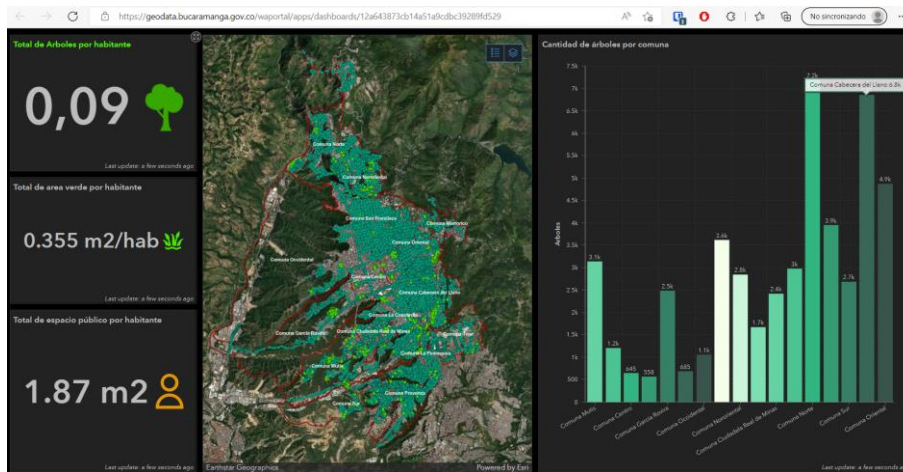 https://geodata.bucaramanga.gov.co/waportal/apps/dashboards/12a643873cb14a51a9cdbc39289fd529
No sincronizando
Total de Arboles por habitante
0,09
Last update: a few seconds ago
Total de area verde por habitante
0.355 m2/hab
Last update: a few seconds ago
Total de espacio público por habitante
1.87 m2
Last update: a few seconds ago
Comuna Norte
Comuna Nororiental
Comuna San Francisco
Comuna Morrorico
Comuna Oriental
Comuna Occidental
Comuna Centro
Comuna Cabecera del Llano
Comuna La Concordia
Comuna García Rovira
Comuna Ciudadela Real de Minas
Comuna La Pedregosa
Comuna Mutis
Comuna Provenza
Comuna Sur
Earthstar Geographics
Powered by Esri
Cantidad de árboles por comuna
7.5k
7k
6.5k
6k
5.5k
5k
4.5k
4k
3.5k
3k
2.5k
2k
1.5k
1k
500
0
Arboles
3.1k
1.2k
645
558
2.5k
685
1.1k
3.6k
2.8k
1.7k
2.4k
3k
3.9k
2.7k
4.9k
Comuna Cabecera del Llano: 6.8k
Comuna Mutis
Comuna Centro
Comuna García Rovira
Comuna Occidental
Comuna Nororiental
Comuna Ciudadela Real de Minas
Comuna Norte
Comuna Sur
Comuna Oriental
Last update: a few seconds ago